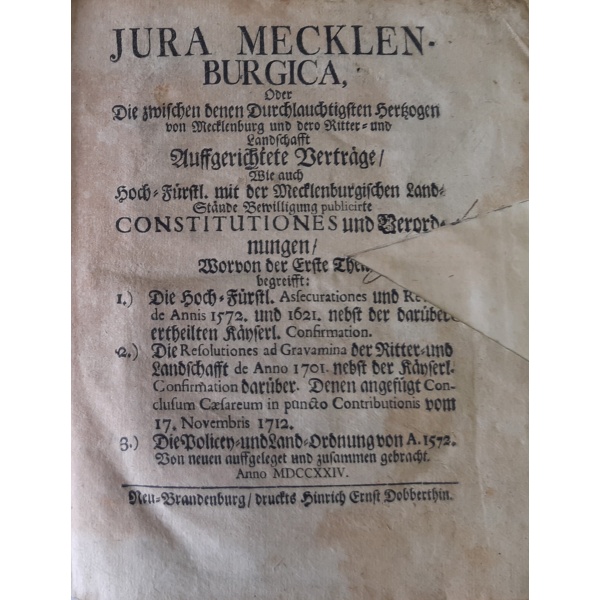 JURA MECKLEN-
BURGICA,
Oder
Die zwischen denen Durchlauchtigsten Hertzogen
von Mecklenburg und dero Ritter- und
Landschafft
Auffgerichtete Verträge/
Wie auch
Hoch-Fürstl. mit der Mecklenburgischen Land-
Stände Bewilligung publicirte
CONSTITUTIONES und Verord-
nungen/
Worvon der Erste
begreifft:
1.) Die Hoch-Fürstl. Assecurationes und
de Annis 1572. und 1621. nebst der darüber
ertheilten Käyserl. Confirmation.
2.) Die Resolutiones ad Gravamina der Ritter-und
Landschafft de Anno 1701. nebst der Käyserl.
Confirmation darüber. Denen angefügt Con-
clusum Cæsareum in puncto Contributionis vom
17. Novembris 1712.
3.) Die Policey-und Land-Ordnung von A. 1572.
Von neuen auffgeleget und zusammen gebracht.
Anno MDCCXXIV.
Neu-Brandenburg/ druckts Hinrich Ernst Dobberthin.